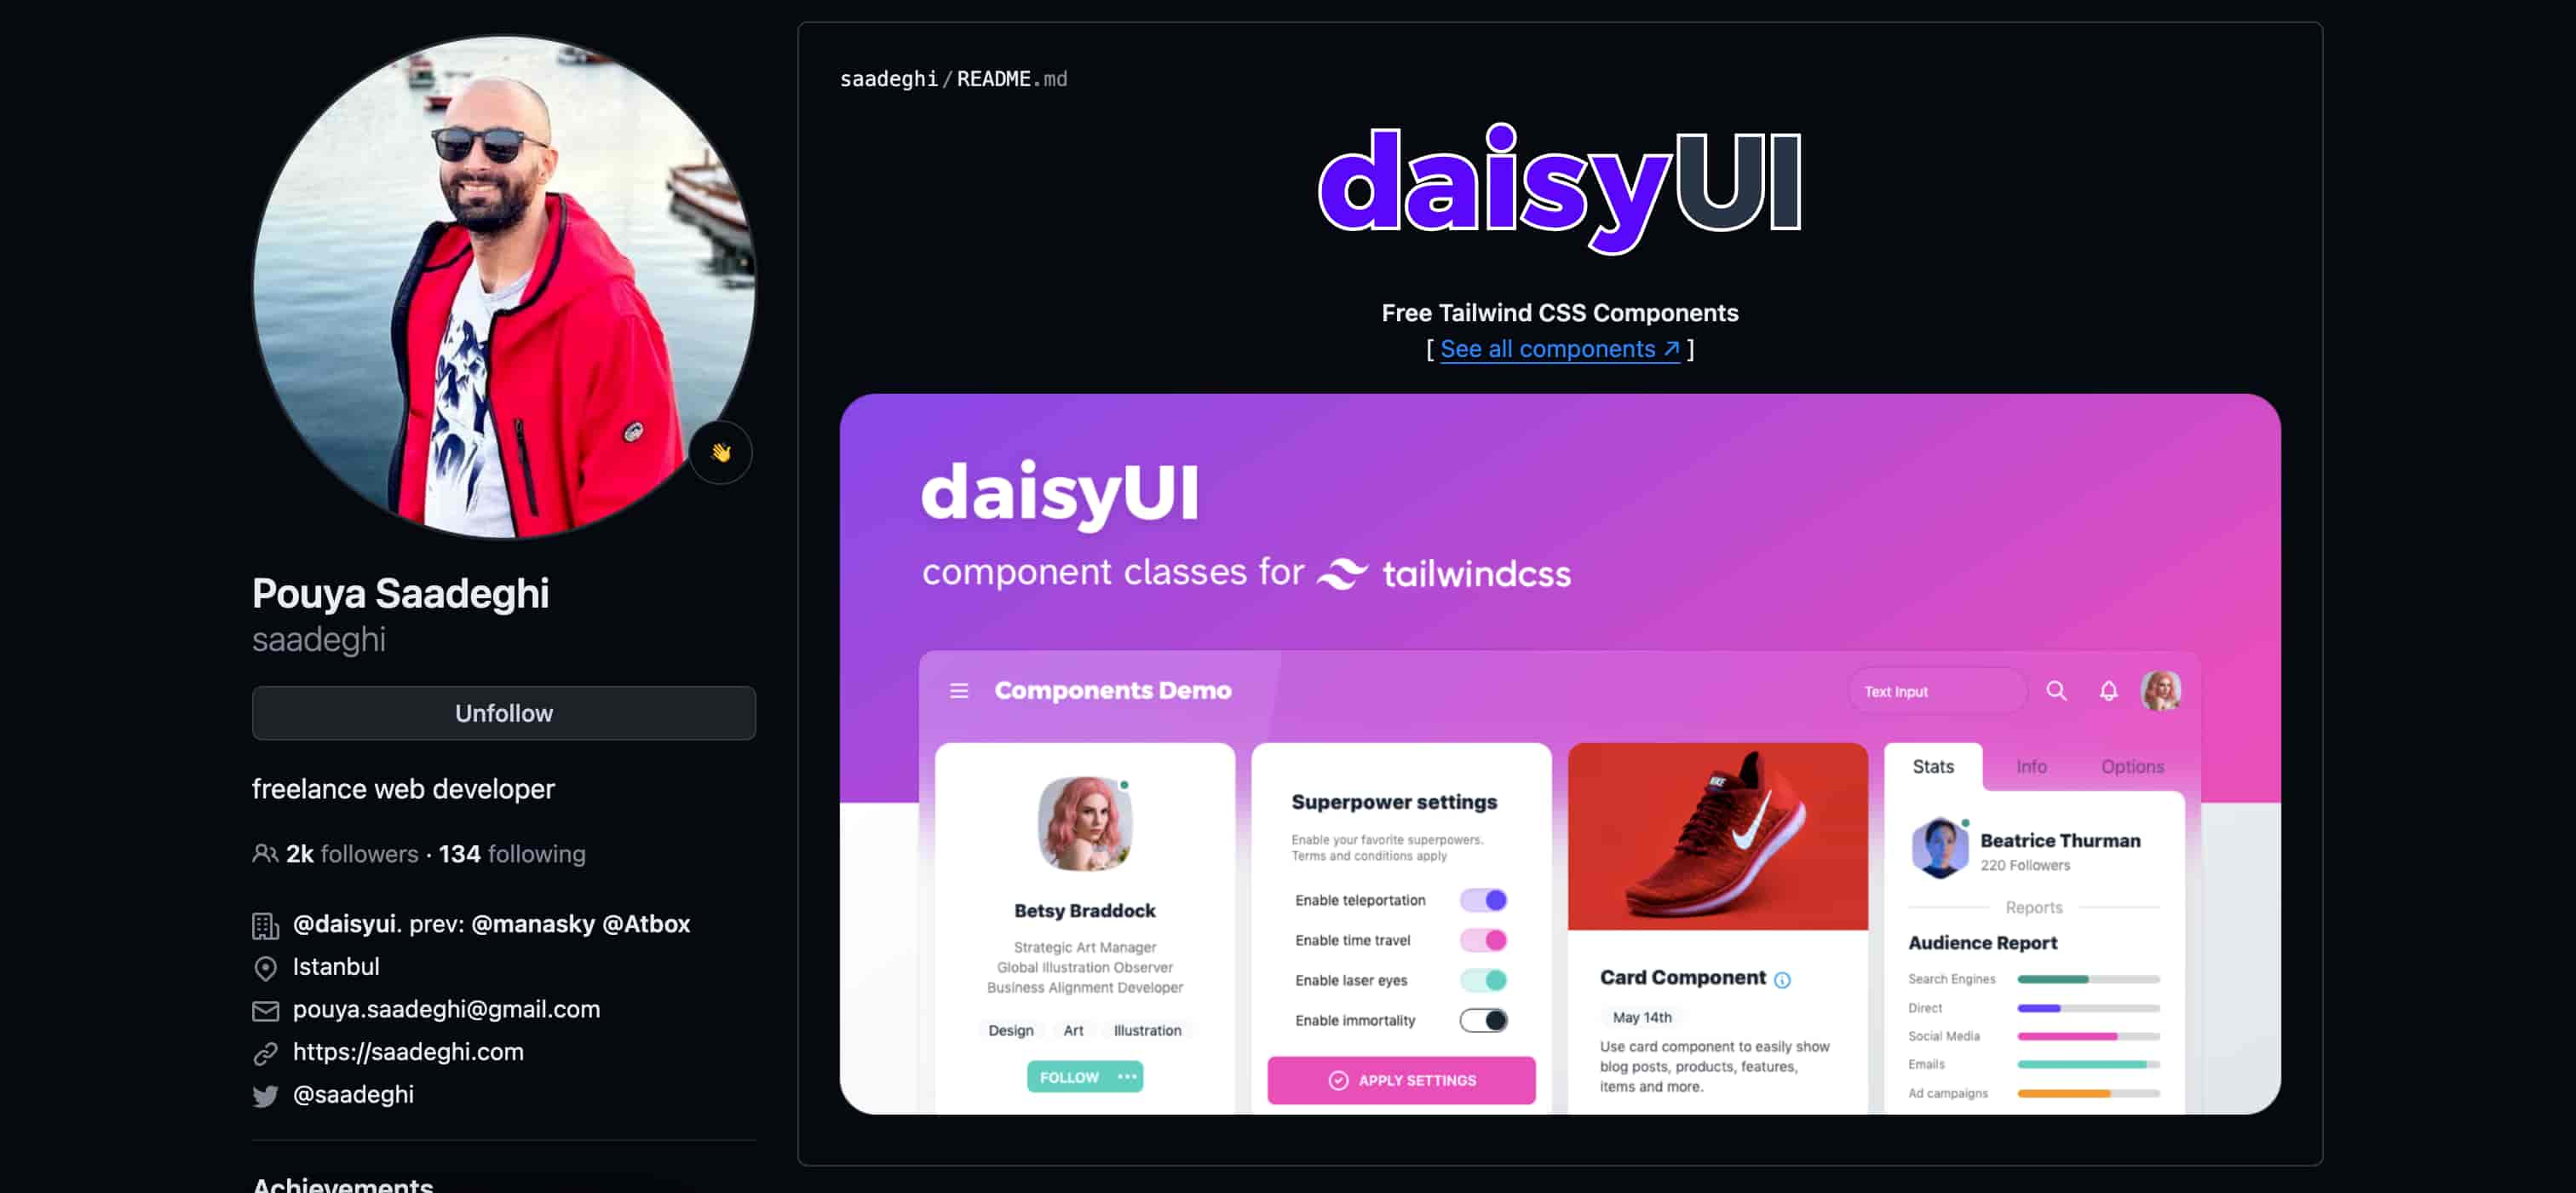 Pouya Saadeghi
saadeghi
Unfollow
freelance web developer
2k followers · 134 following
@daisyui. prev: @manasky @Atbox
Istanbul
pouya.saadeghi@gmail.com
https://saadeghi.com
@saadeghi
Achievements
saadeghi/README.md
daisyUI
Free Tailwind CSS Components
[ See all components ↗ ]
daisyUI
component classes for tailwindcss
Components Demo
Text Input
Betsy Braddock
Strategic Art Manager
Global Illustration Observer
Business Alignment Developer
Design Art Illustration
FOLLOW ···
Superpower settings
Enable your favorite superpowers.
Terms and conditions apply
Enable teleportation
Enable time travel
Enable laser eyes
Enable immortality
APPLY SETTINGS
NIKE
Card Component
May 14th
Use card component to easily show
blog posts, products, features,
items and more.
Stats Info Options
Beatrice Thurman
220 Followers
Reports
Audience Report
Search Engines
Direct
Social Media
Emails
Ad campaigns